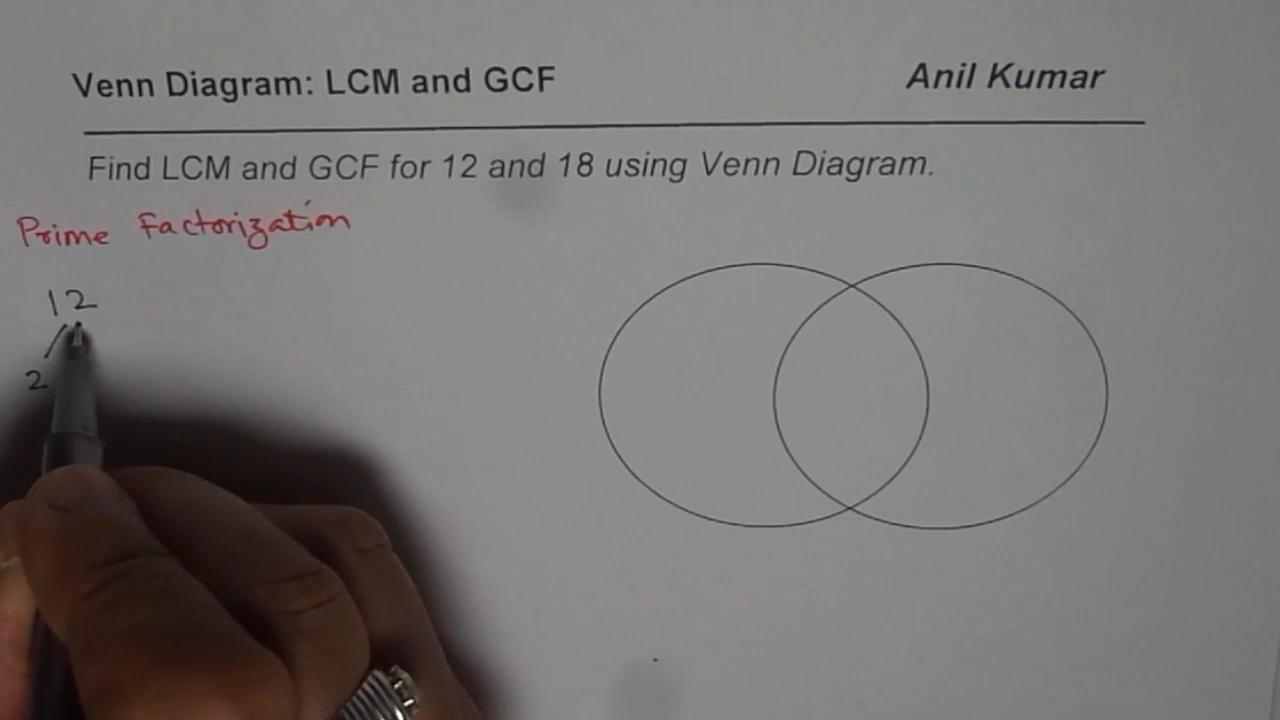 Venn Diagram: LCM and GCF Anil Kumar
Find LCM and GCF for 12 and 18 using Venn Diagram.
Prime Factorization
12
2